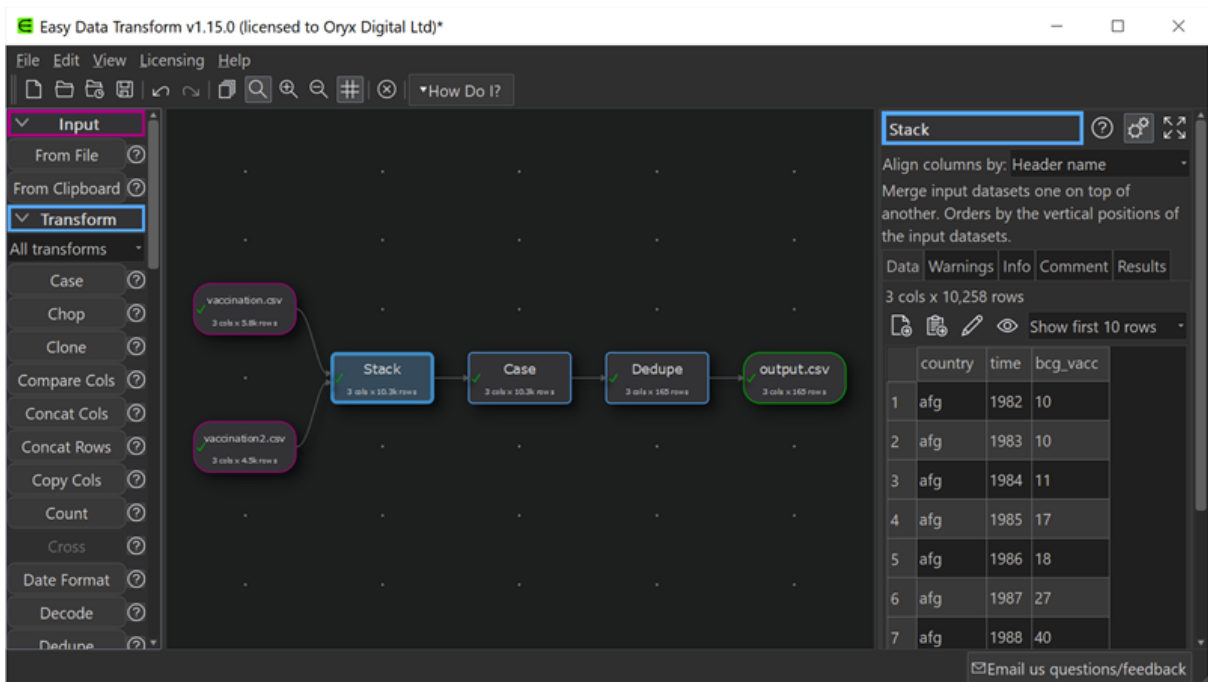 Easy Data Transform v1.15.0 (licensed to Oryx Digital Ltd)*
File Edit View Licensing Help
How Do I?
Input
From File
From Clipboard
Transform
All transforms
Case
Chop
Clone
Compare Cols
Concat Cols
Concat Rows
Copy Cols
Count
Cross
Date Format
Decode
Dedupe
vaccination.csv
3 cols x 5.8k rows
vaccination2.csv
3 cols x 4.5k rows
Stack
3 cols x 10.3k rows
Case
3 cols x 10.3k rows
Dedupe
3 cols x 165 rows
output.csv
3 cols x 165 rows
Stack
Align columns by: Header name
Merge input datasets one on top of
another. Orders by the vertical positions of
the input datasets.
Data Warnings Info Comment Results
3 cols x 10,258 rows
Show first 10 rows
country time bcg_vacc
1 afg 1982 10
2 afg 1983 10
3 afg 1984 11
4 afg 1985 17
5 afg 1986 18
6 afg 1987 27
7 afg 1988 40
Email us questions/feedback